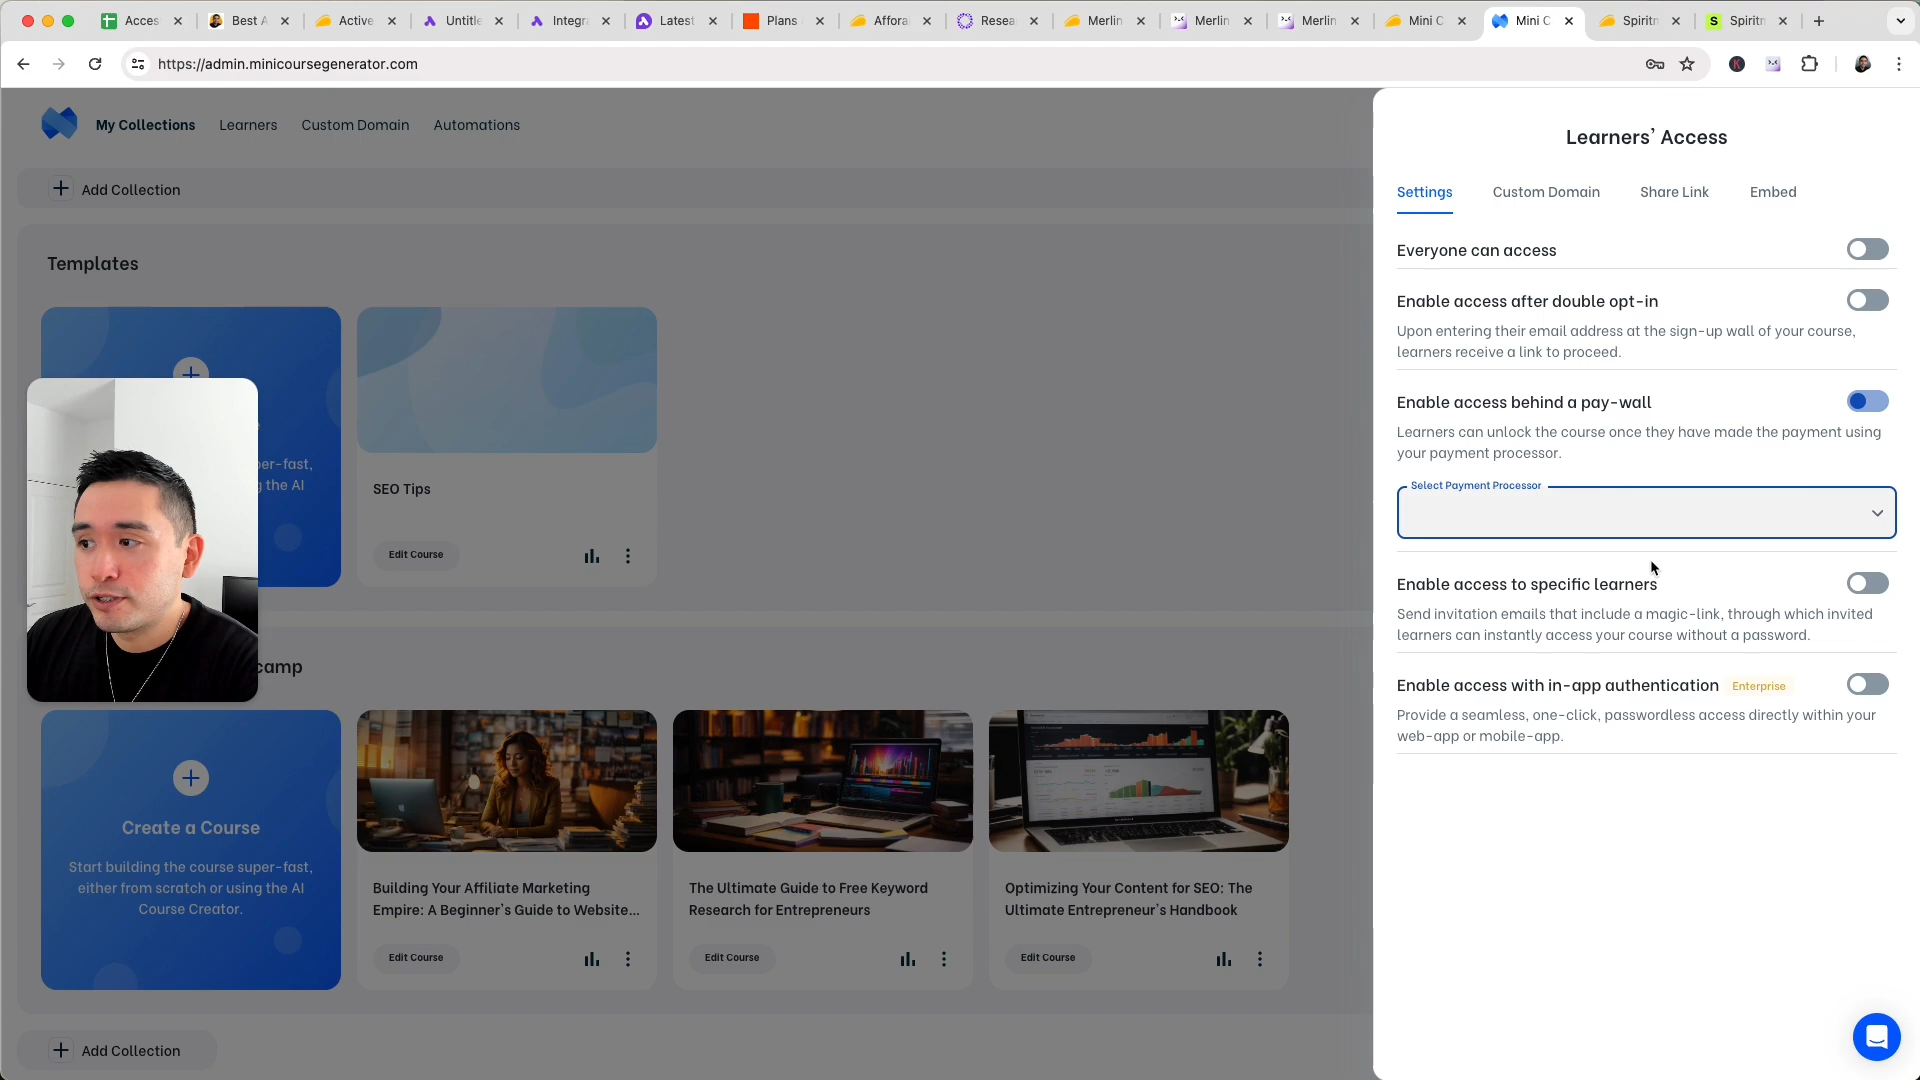 Acces
Best A
Active
Untitle
Integra
Latest
Plans
Affora
Resea
Merlin
Merlin
Merlin
Mini C
Mini C
Spiritm
Spiritm
https://admin.minicoursegenerator.com
My Collections
Learners
Custom Domain
Automations
Add Collection
Templates
per-fast,
g the AI
SEO Tips
Edit Course
camp
Create a Course
Start building the course super-fast,
either from scratch or using the AI
Course Creator.
Building Your Affiliate Marketing
Empire: A Beginner's Guide to Website...
Edit Course
The Ultimate Guide to Free Keyword
Research for Entrepreneurs
Edit Course
Optimizing Your Content for SEO: The
Ultimate Entrepreneur's Handbook
Edit Course
Add Collection
Learners' Access
Settings
Custom Domain
Share Link
Embed
Everyone can access
Enable access after double opt-in
Upon entering their email address at the sign-up wall of your course,
learners receive a link to proceed.
Enable access behind a pay-wall
Learners can unlock the course once they have made the payment using
your payment processor.
Select Payment Processor
Enable access to specific learners
Send invitation emails that include a magic-link, through which invited
learners can instantly access your course without a password.
Enable access with in-app authentication Enterprise
Provide a seamless, one-click, passwordless access directly within your
web-app or mobile-app.